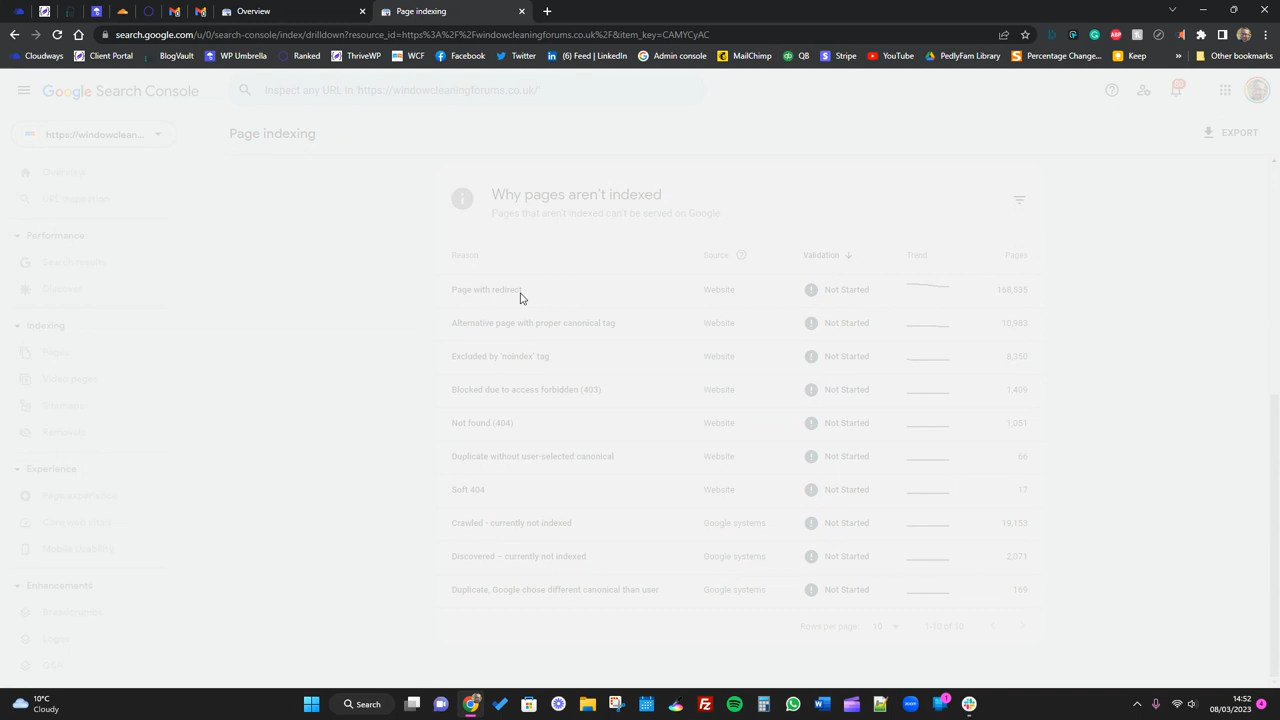 Overview
Page indexing
search.google.com/u/0/search-console/index/drilldown?resource_id=https%3A%2F%2Fwindowcleaningforums.co.uk%2F&item_key=CAMYCyAC
Cloudways
Client Portal
BlogVault
WP Umbrella
Ranked
ThriveWP
WCF
Facebook
Twitter
(6) Feed | LinkedIn
Admin console
MailChimp
QB
Stripe
PedlyFam Library
Percentage Change...
Keep
Google Search Console
Inspect any URL in 'https://windowcleaningforums.co.uk/'
https://windowclean...
Page indexing
EXPORT
Overview
URL inspection
Performance
Search results
Discover
Indexing
Pages
Video pages
Sitemaps
Removals
Experience
Page experience
Core Web Vitals
Mobile Usability
Enhancements
Breadcrumbs
Logos
Q&A
Why pages aren't indexed
Pages that aren't indexed can't be served on Google
Reason Source Validation Trend Pages
Page with redirect Website Not Started 168,535
Alternative page with proper canonical tag Website Not Started 10,983
Excluded by 'noindex' tag Website Not Started 8,350
Blocked due to access forbidden (403) Website Not Started 1,409
Not found (404) Website Not Started 1,051
Duplicate without user-selected canonical Website Not Started 66
Soft 404 Website Not Started 17
Crawled - currently not indexed Google systems Not Started 19,153
Discovered – currently not indexed Google systems Not Started 2,071
Duplicate, Google chose different canonical than user Google systems Not Started 169
Rows per page: 10 1-10 of 10
10°C
Cloudy
Search
14:52
08/03/2023